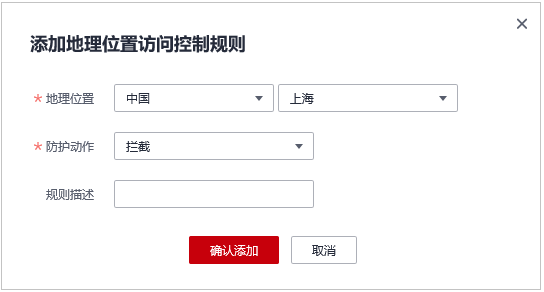 添加地理位置访问控制规则
* 地理位置 中国 上海
* 防护动作 拦截
规则描述
确认添加 取消